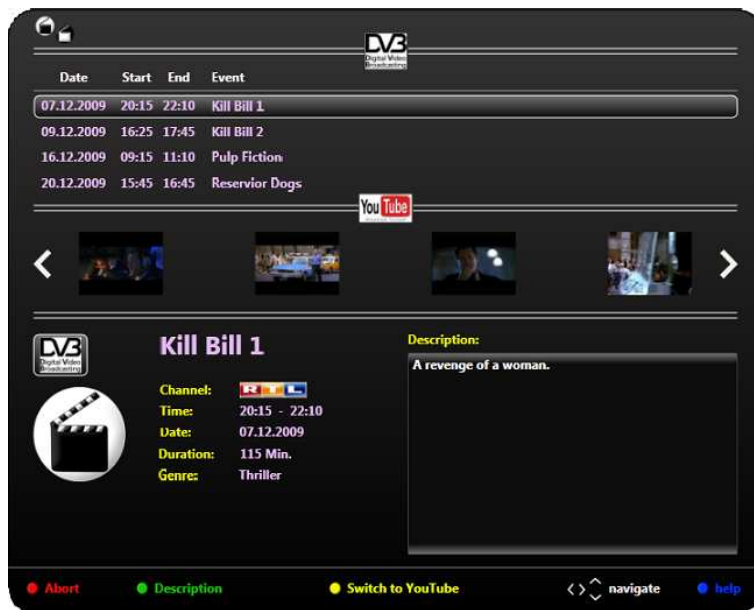 DVB
Digital Video
Broadcasting
Date Start End Event
07.12.2009 20:15 22:10 Kill Bill 1
09.12.2009 16:25 17:45 Kill Bill 2
16.12.2009 09:15 11:10 Pulp Fiction
20.12.2009 15:45 16:45 Reservior Dogs
You Tube
DVB
Digital Video
Broadcasting
Kill Bill 1
Channel: RTL
Time: 20:15 - 22:10
Date: 07.12.2009
Duration: 115 Min.
Genre: Thriller
Description:
A revenge of a woman.
Abort Description Switch to YouTube navigate help